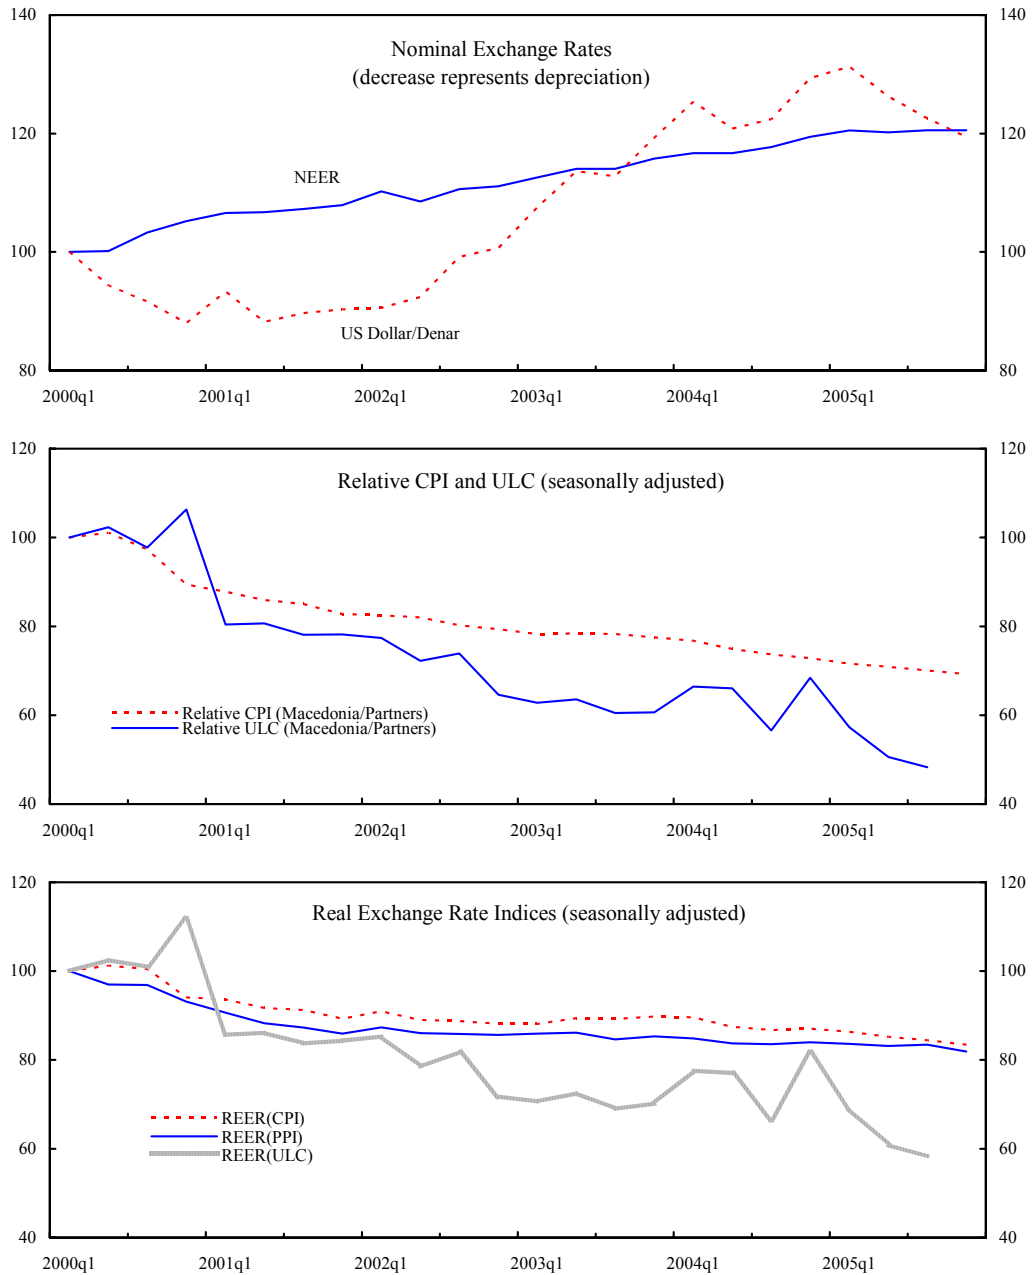 140 140
Nominal Exchange Rates
(decrease represents depreciation)
120 120
NEER
100 100
US Dollar/Denar
80 80
2000q1 2001q1 2002q1 2003q1 2004q1 2005q1
120 120
Relative CPI and ULC (seasonally adjusted)
100 100
80 80
60 60
Relative CPI (Macedonia/Partners)
Relative ULC (Macedonia/Partners)
40 40
2000q1 2001q1 2002q1 2003q1 2004q1 2005q1
120 120
Real Exchange Rate Indices (seasonally adjusted)
100 100
80 80
REER(CPI)
REER(PPI)
60 60
REER(ULC)
40 40
2000q1 2001q1 2002q1 2003q1 2004q1 2005q1